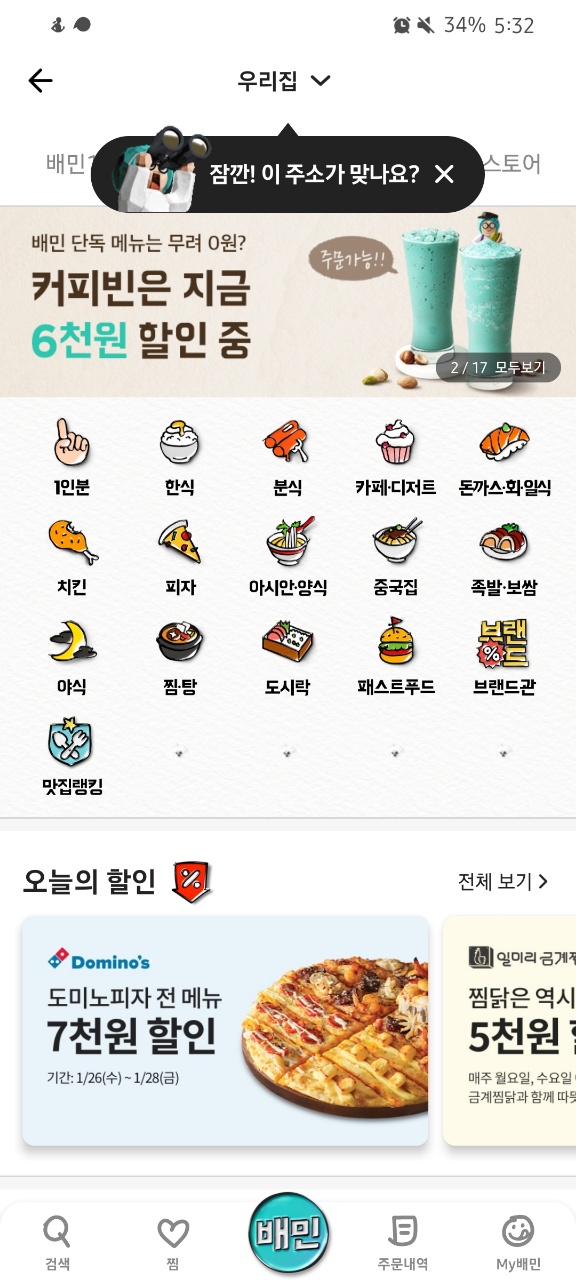 34% 5:32
우리집
배민1
스토어
잠깐! 이 주소가 맞나요?
배민 단독 메뉴는 무려 0원?
커피빈은 지금
6천원 할인 중
주문가능!!
2 / 17 모두보기
1인분
한식
분식
카페·디저트
돈까스·회·일식
치킨
피자
아시안·양식
중국집
족발·보쌈
브랜드
%
야식
찜·탕
도시락
패스트푸드
브랜드관
맛집랭킹
오늘의 할인
%
전체 보기
Domino's
도미노피자 전 메뉴
7천원 할인
기간: 1/26(수) ~ 1/28(금)
일미리 금계찜
찜닭은 역시
5천원
매주 월요일, 수요일
금계찜닭과 함께
배민
검색
찜
주문내역
My배민